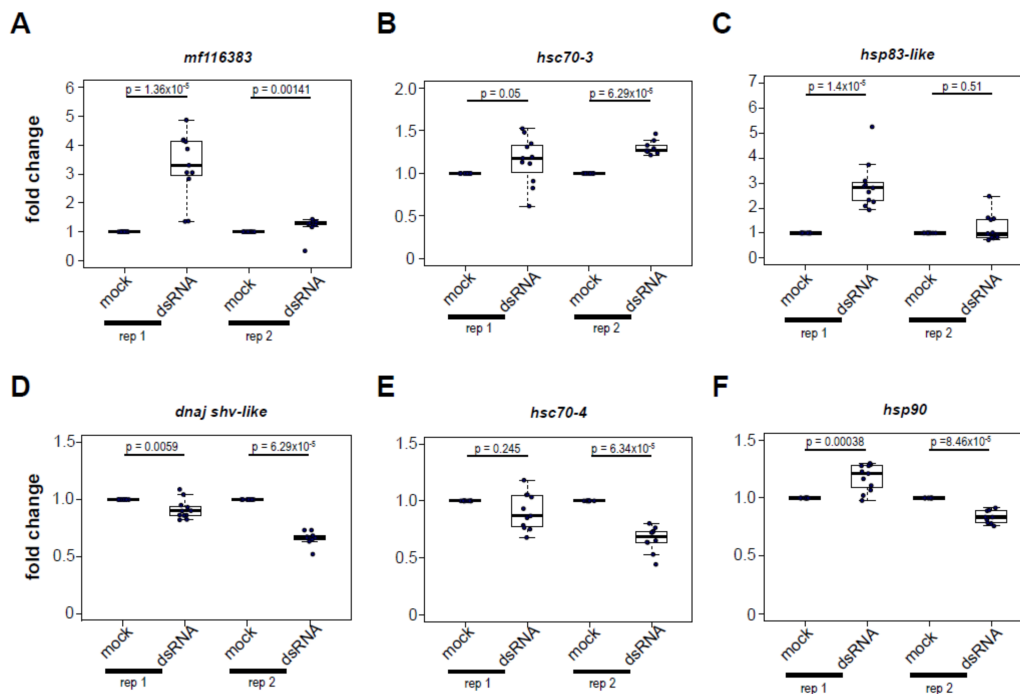 A
mf116383
fold change
6
5
4
3
2
1
0
p = 1.36x10⁻⁵
p = 0.00141
mock
dsRNA
mock
dsRNA
rep 1
rep 2
B
hsc70-3
2.0
1.5
1.0
0.5
0.0
p = 0.05
p = 6.29x10⁻⁵
mock
dsRNA
mock
dsRNA
rep 1
rep 2
C
hsp83-like
7
6
5
4
3
2
1
0
p = 1.4x10⁻⁵
p = 0.51
mock
dsRNA
mock
dsRNA
rep 1
rep 2
D
dnaj shv-like
fold change
1.5
1.0
0.5
0
p = 0.0059
p = 6.29x10⁻⁵
mock
dsRNA
mock
dsRNA
rep 1
rep 2
E
hsc70-4
1.5
1.0
0.5
0.0
p = 0.245
p = 6.34x10⁻⁵
mock
dsRNA
mock
dsRNA
rep 1
rep 2
F
hsp90
1.5
1.0
0.5
0.0
p = 0.00038
p =8.46x10⁻⁵
mock
dsRNA
mock
dsRNA
rep 1
rep 2